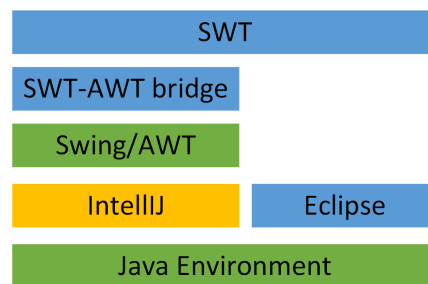 SWT
SWT-AWT bridge
Swing/AWT
IntellIJ
Eclipse
Java Environment